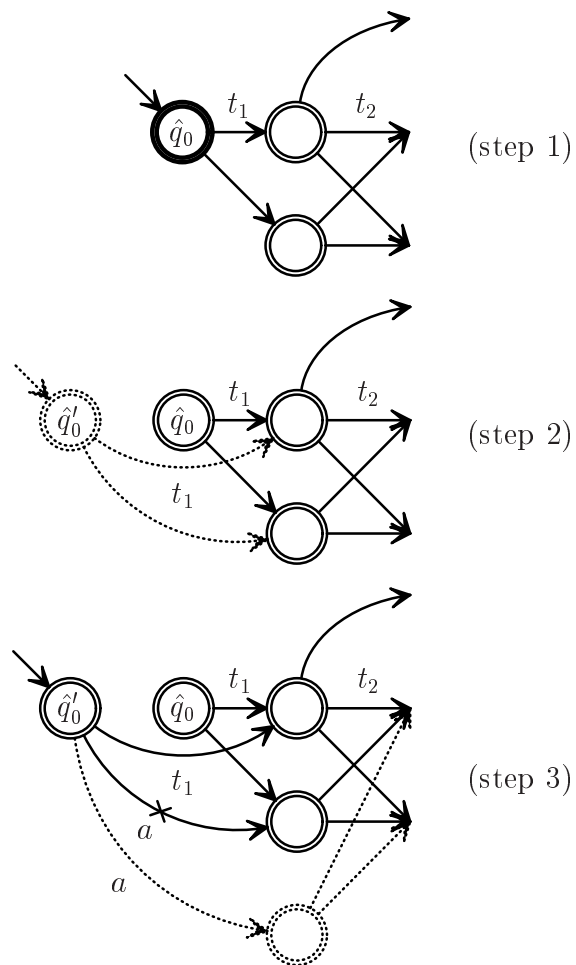 t₁ t₂
q̂₀ (step 1)
t₁ t₂
q̂₀′ q̂₀ (step 2)
t₁
t₁ t₂
q̂₀′ q̂₀
t₁ (step 3)
a
a